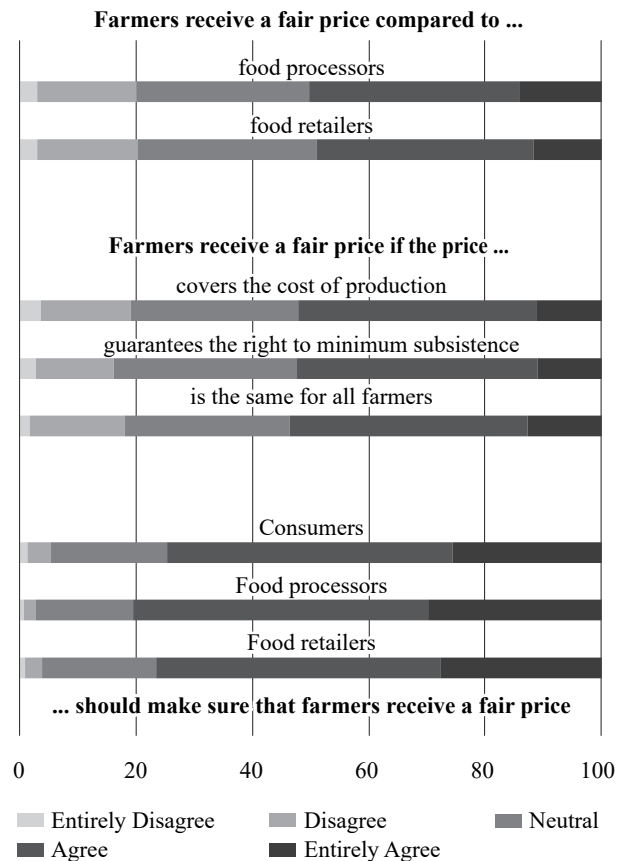 Farmers receive a fair price compared to ...
food processors
food retailers
Farmers receive a fair price if the price ...
covers the cost of production
guarantees the right to minimum subsistence
is the same for all farmers
Consumers
Food processors
Food retailers
... should make sure that farmers receive a fair price
0 20 40 60 80 100
Entirely Disagree Disagree Neutral
Agree Entirely Agree